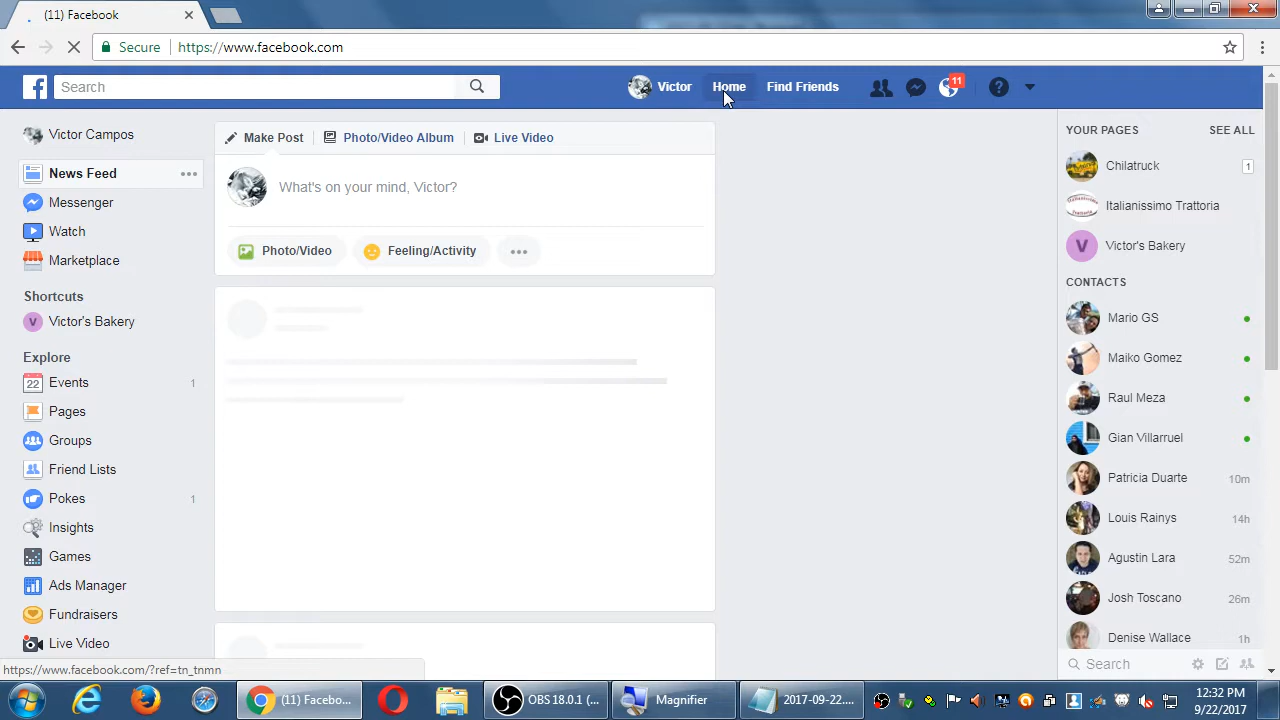 (11) Facebook
Secure https://www.facebook.com
Search
Victor Home Find Friends
11
Victor Campos
News Feed
Messenger
Watch
Marketplace
Shortcuts
V Victor's Bakery
Explore
22 Events 1
Pages
Groups
Friend Lists
Pokes 1
Insights
Games
Ads Manager
Fundraisers
Live Video
Make Post Photo/Video Album Live Video
What's on your mind, Victor?
Photo/Video Feeling/Activity
YOUR PAGES SEE ALL
Chilatruck 1
Italianissimo Trattoria
V Victor's Bakery
CONTACTS
Mario GS
Maiko Gomez
Raul Meza
Gian Villarruel
Patricia Duarte 10m
Louis Rainys 14h
Agustin Lara 52m
Josh Toscano 26m
Denise Wallace 1h
Search
https://www.facebook.com/?ref=tn_tnmn
(11) Facebo...
OBS 18.0.1 (...
Magnifier
2017-09-22....
12:32 PM
9/22/2017